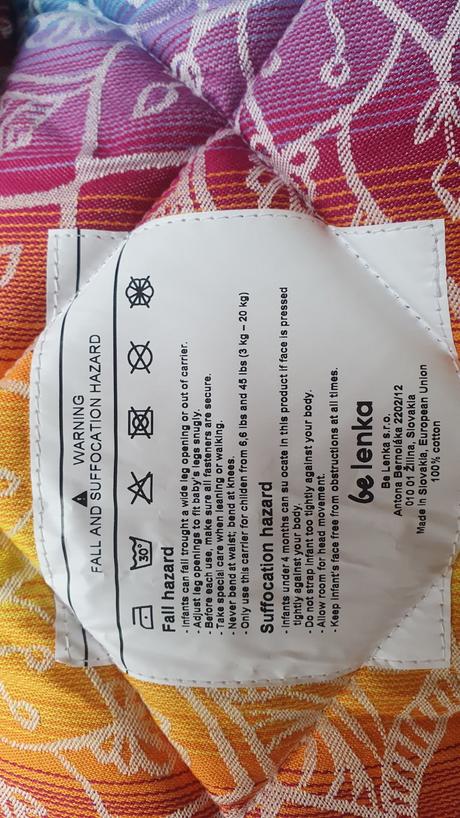 WARNING
FALL AND SUFFOCATION HAZARD
30°
Fall hazard
- Infants can fall trought a wide leg opening or out of carrier.
- Adjust leg openings to fit baby's legs snugly.
- Before each use, make sure all fasteners are secure.
- Take special care when leaning or walking.
- Never bend at waist; bend at knees.
- Only use this carrier for childen from 6,6 lbs and 45 lbs (3 kg – 20 kg)
Suffocation hazard
- Infants under 4 months can su ocate in this product if face is pressed
tightly against your body.
- Do not strap infant too tightly against your body.
- Allow room for head movement.
- Keep infant's face free from obstructions at all times.
be lenka
Be Lenka s.r.o.
Antona Bernoláka 2202/12
010 01 Žilina, Slovakia
Made in Slovakia, European Union
100% cotton